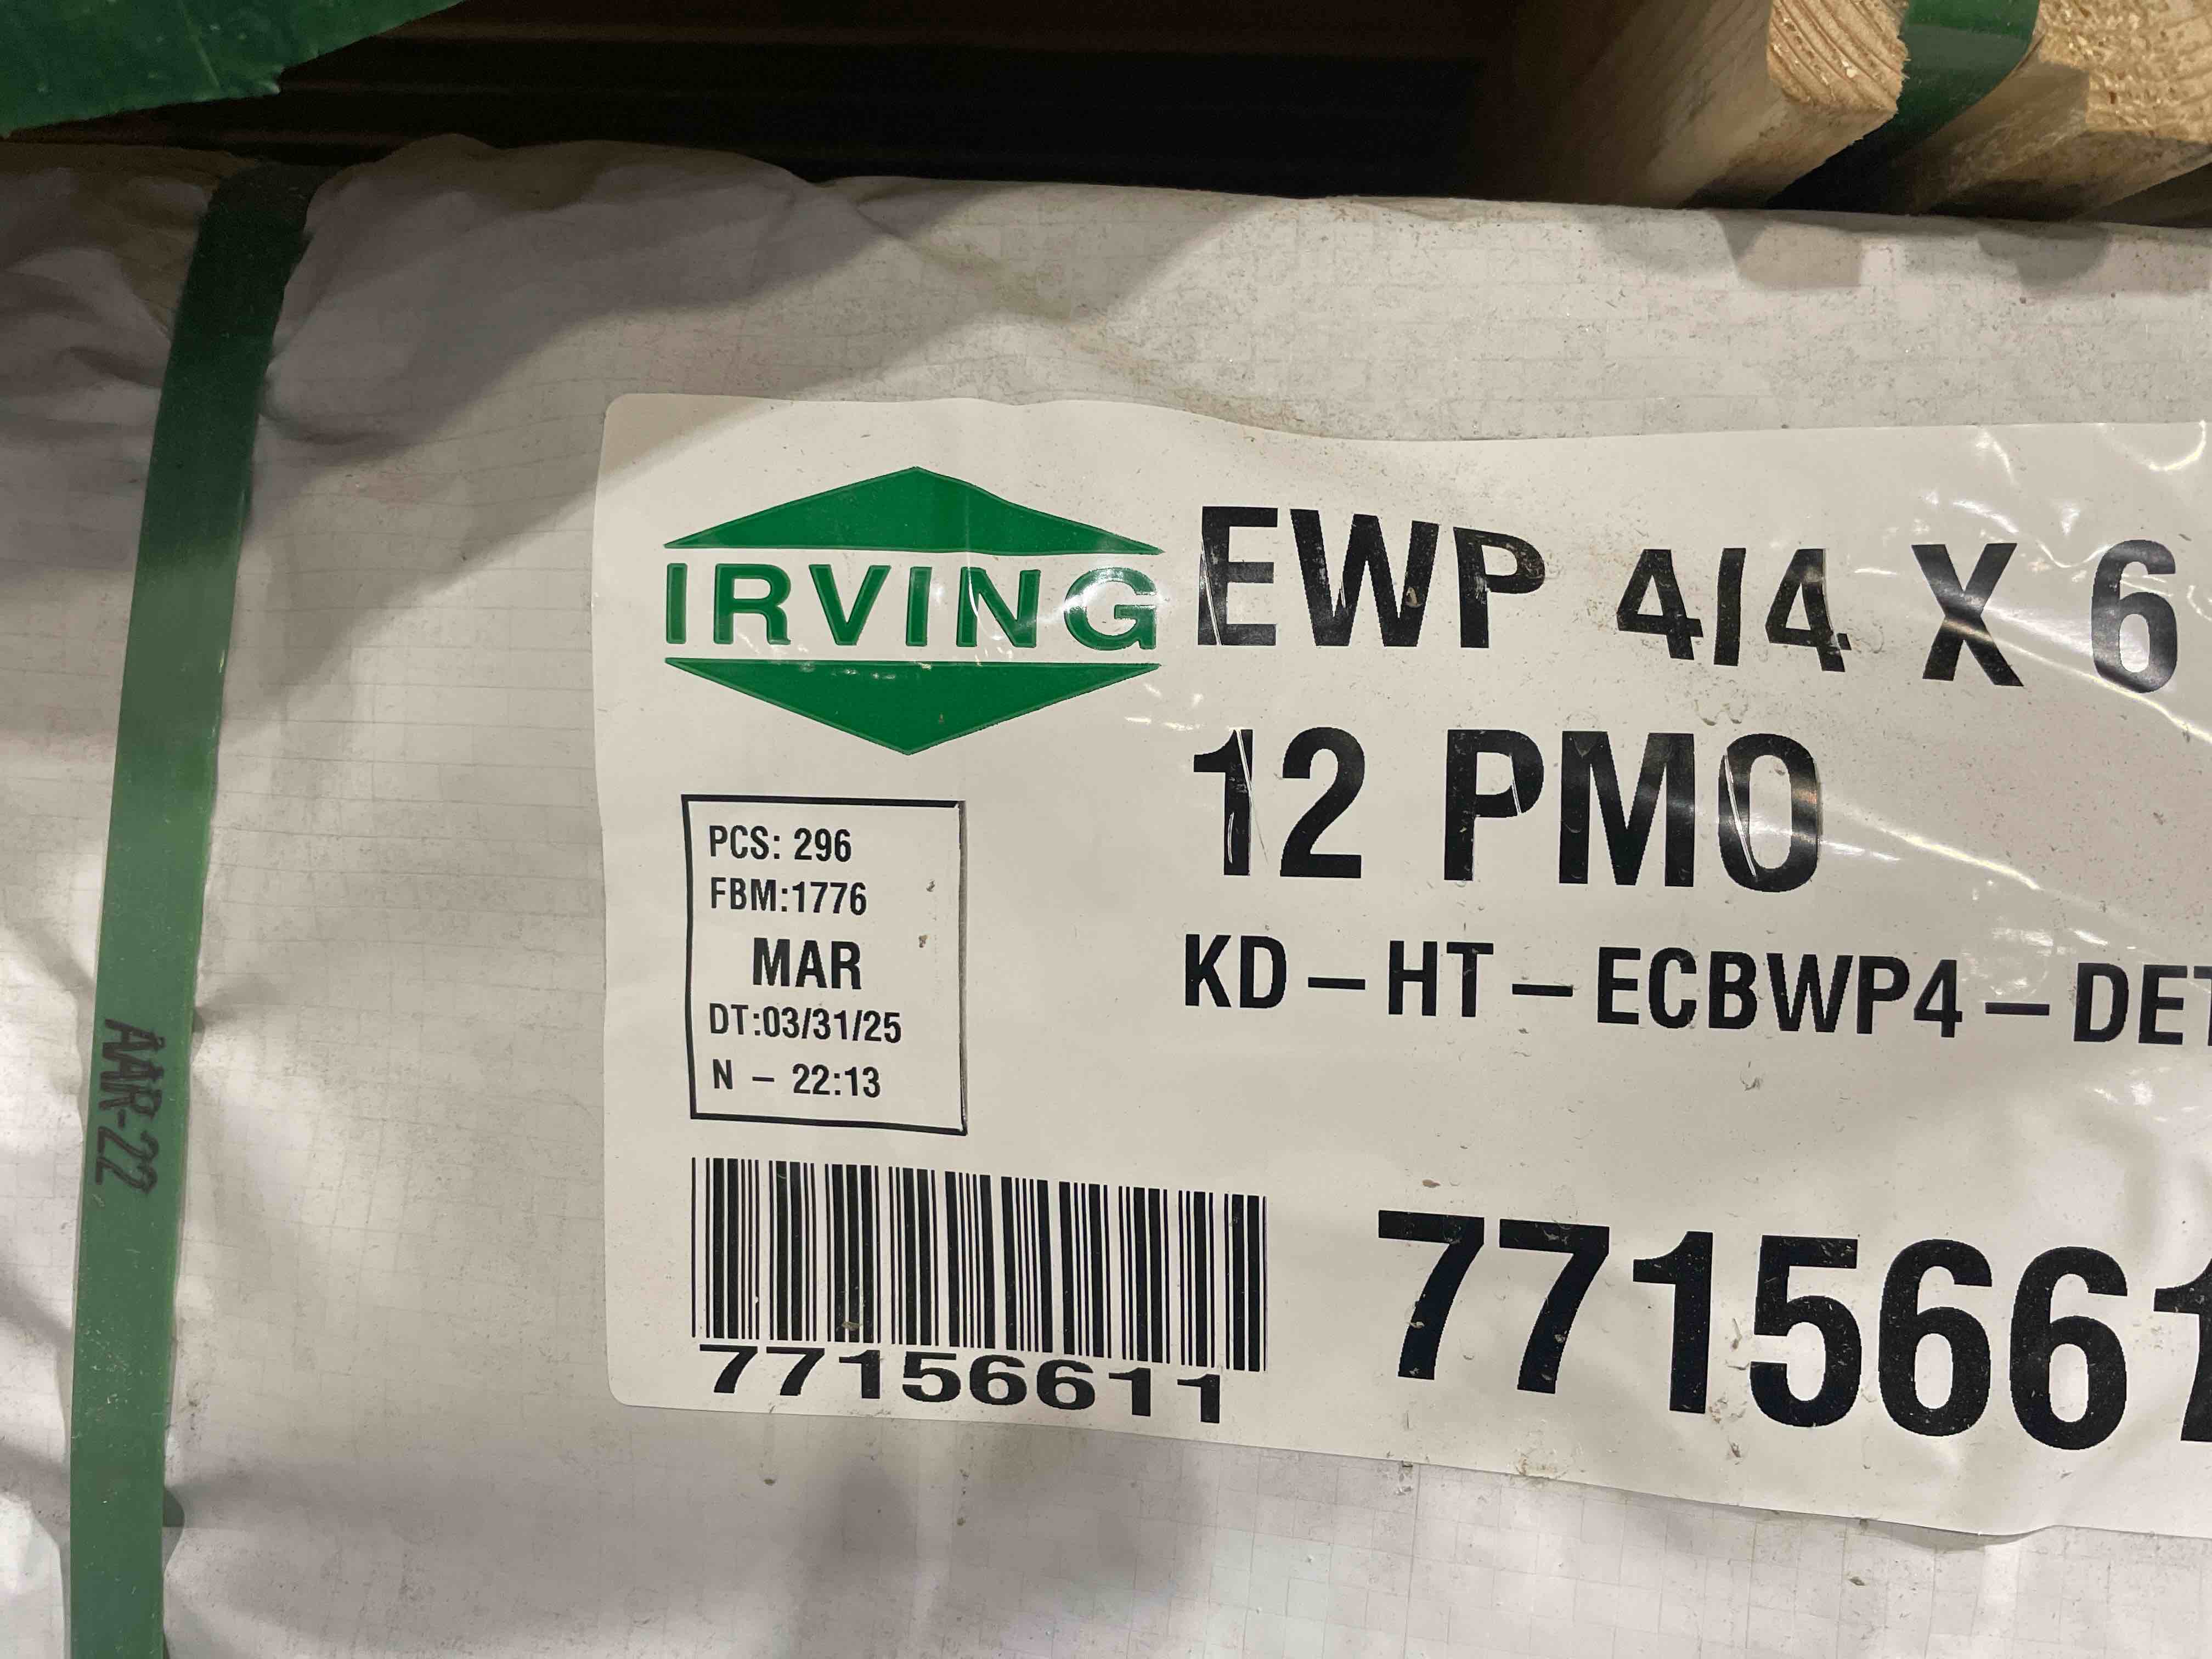 IRVING
EWP 4/4 X 6
12 PMO
KD - HT - ECBWP4 - DET
PCS: 296
FBM:1776
MAR
DT:03/31/25
N - 22:13
77156611
7715661
AAR-22